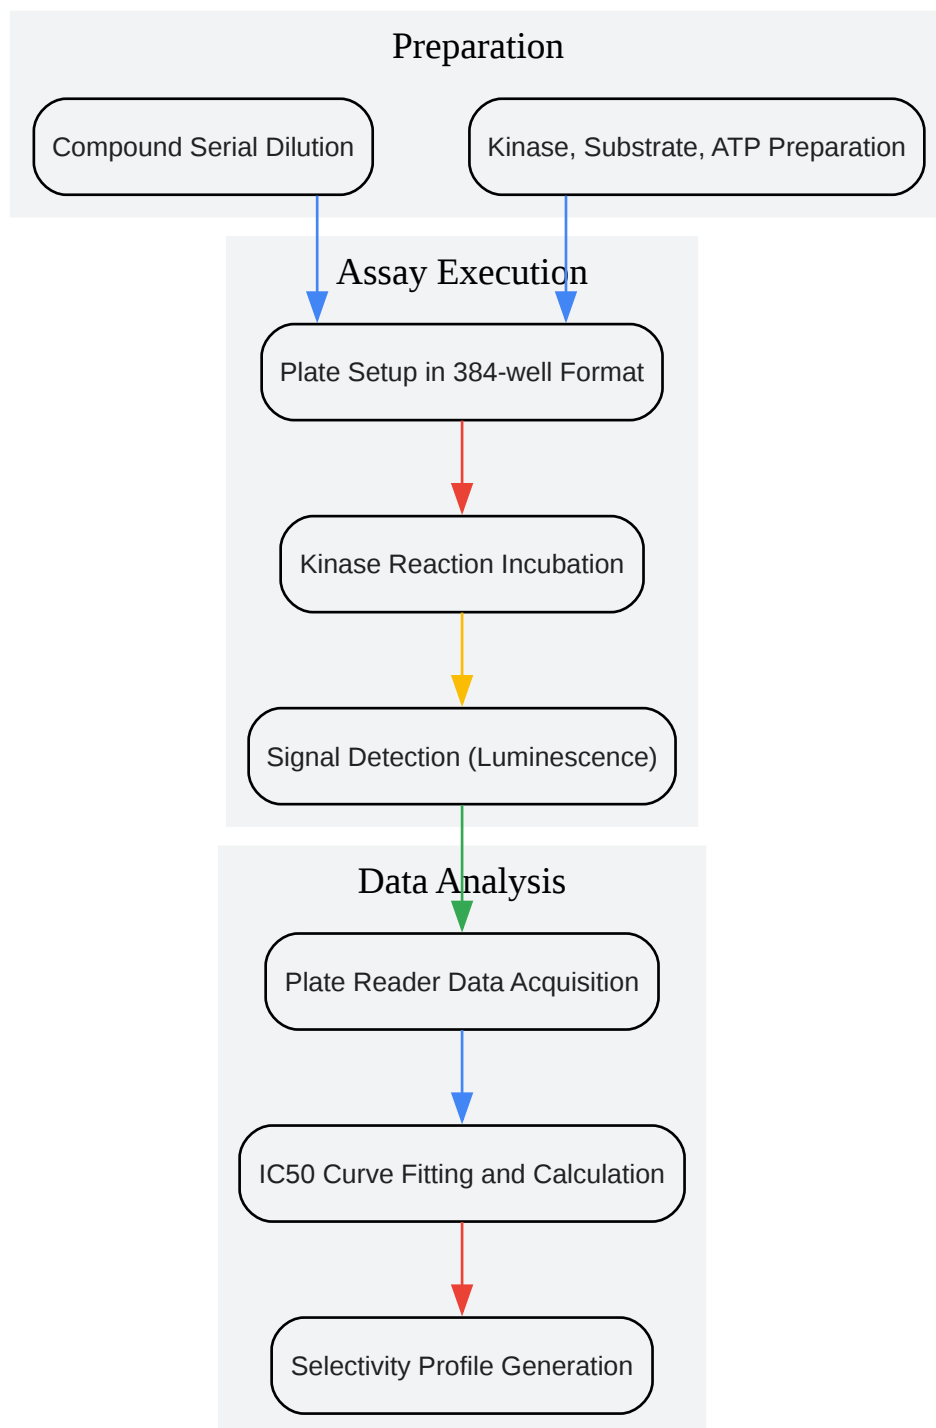 Preparation
Compound Serial Dilution
Kinase, Substrate, ATP Preparation
Assay Execution
Plate Setup in 384-well Format
Kinase Reaction Incubation
Signal Detection (Luminescence)
Data Analysis
Plate Reader Data Acquisition
IC50 Curve Fitting and Calculation
Selectivity Profile Generation